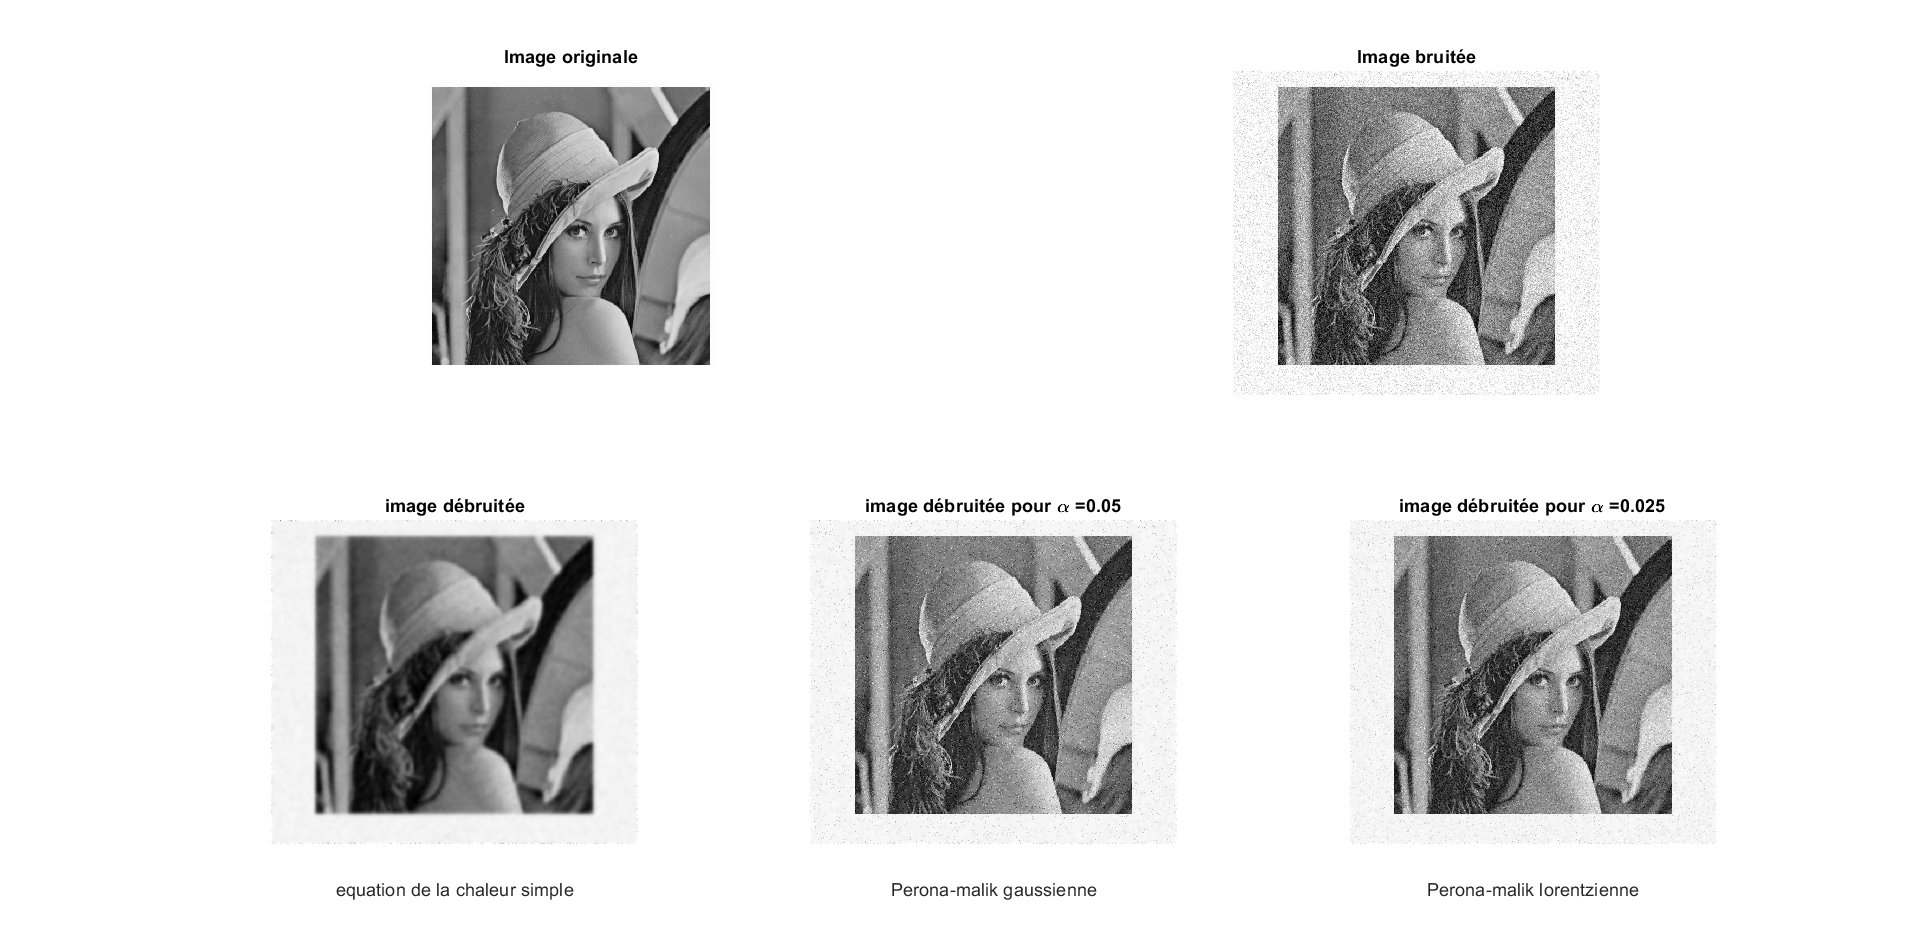 Image originale
Image bruitée
image débruitée
image débruitée pour α =0.05
image débruitée pour α =0.025
equation de la chaleur simple
Perona-malik gaussienne
Perona-malik lorentzienne